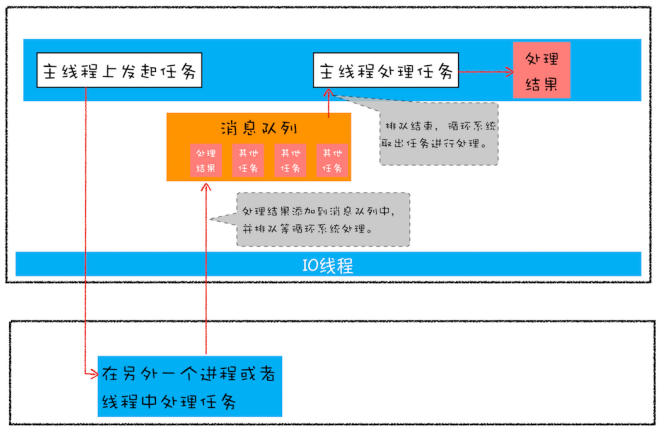 主线程上发起任务
主线程处理任务
处理
结果
消息队列
处理
结果
其他
任务
其他
任务
其他
任务
排队结束，循环系统
取出任务进行处理。
处理结果添加到消息队列中，
并排队等循环系统处理。
IO线程
在另外一个进程或者
线程中处理任务